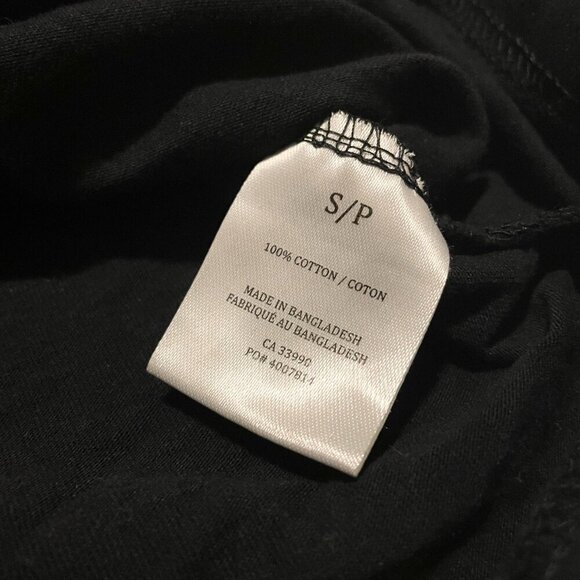 S/P
100% COTTON / COTON
MADE IN BANGLADESH
FABRIQUÉ AU BANGLADESH
CA 33990
PO# 4007814